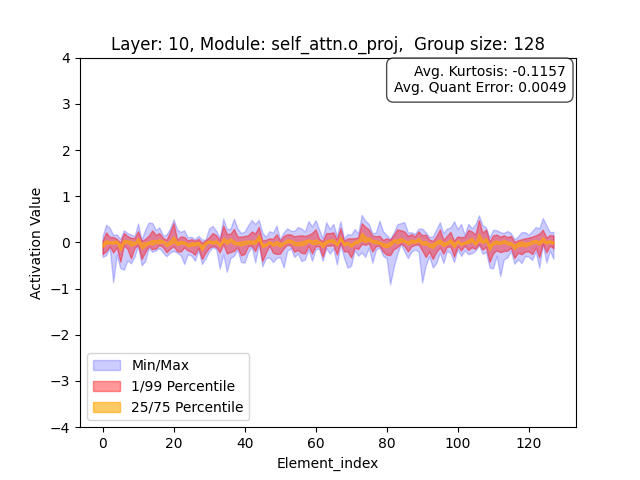 Layer: 10, Module: self_attn.o_proj,  Group size: 128
Avg. Kurtosis: -0.1157
Avg. Quant Error: 0.0049
4
3
2
1
0
−1
−2
−3
−4
Activation Value
Min/Max
1/99 Percentile
25/75 Percentile
0 20 40 60 80 100 120
Element_index